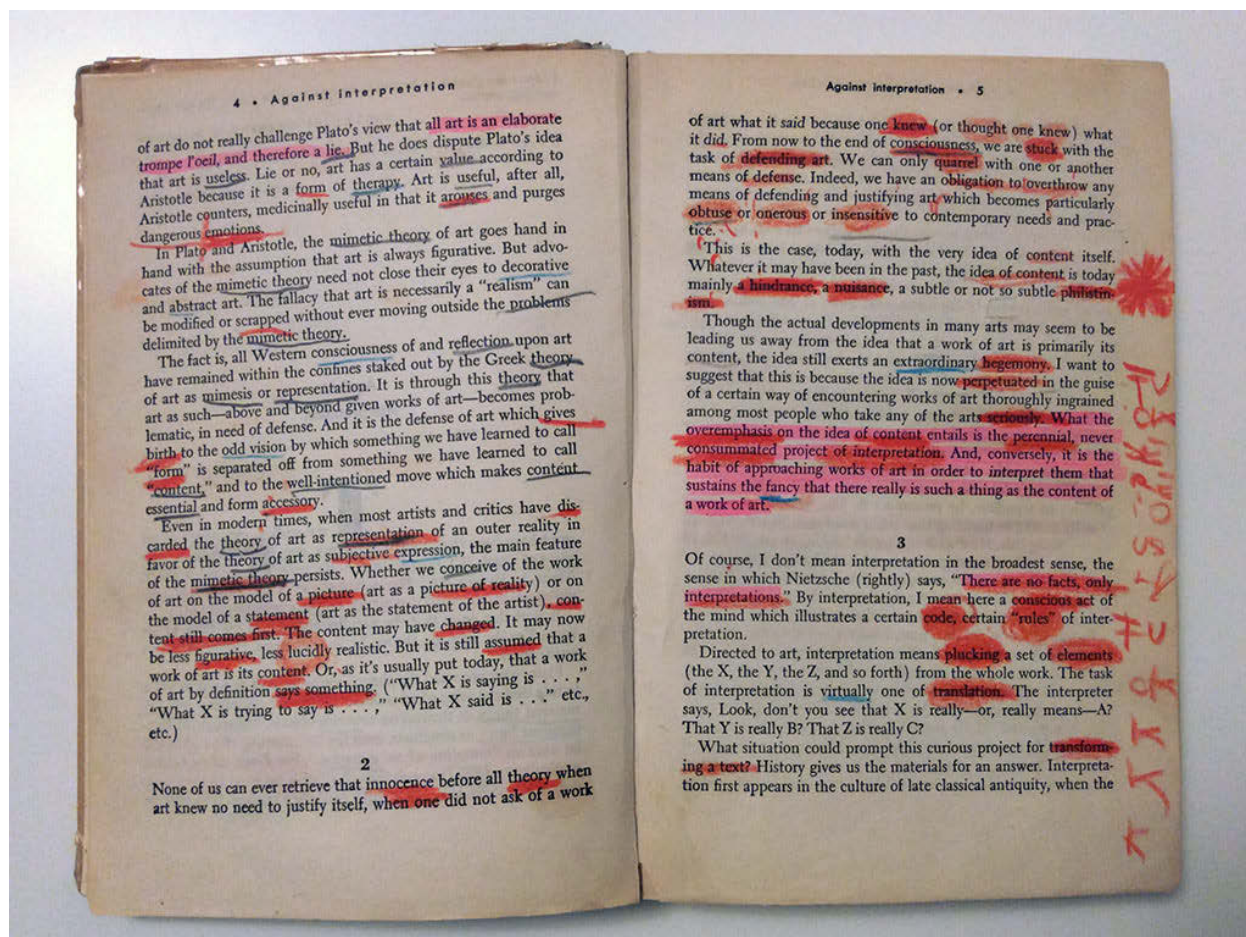 4 • Against interpretation
of art do not really challenge Plato's view that all art is an elaborate
trompe l'oeil, and therefore a lie. But he does dispute Plato's idea
that art is useless. Lie or no, art has a certain value according to
Aristotle because it is a form of therapy. Art is useful, after all,
Aristotle counters, medicinally useful in that it arouses and purges
dangerous emotions.
In Plato and Aristotle, the mimetic theory of art goes hand in
hand with the assumption that art is always figurative. But advo-
cates of the mimetic theory need not close their eyes to decorative
and abstract art. The fallacy that art is necessarily a "realism" can
be modified or scrapped without ever moving outside the problems
delimited by the mimetic theory.
The fact is, all Western consciousness of and reflection upon art
have remained within the confines staked out by the Greek theory
of art as mimesis or representation. It is through this theory that
art as such—above and beyond given works of art—becomes prob-
lematic, in need of defense. And it is the defense of art which gives
birth to the odd vision by which something we have learned to call
"form" is separated off from something we have learned to call
"content," and to the well-intentioned move which makes content
essential and form accessory.
Even in modern times, when most artists and critics have dis-
carded the theory of art as representation of an outer reality in
favor of the theory of art as subjective expression, the main feature
of the mimetic theory persists. Whether we conceive of the work
of art on the model of a picture (art as a picture of reality) or on
the model of a statement (art as the statement of the artist), con-
tent still comes first. The content may have changed. It may now
be less figurative, less lucidly realistic. But it is still assumed that a
work of art is its content. Or, as it's usually put today, that a work
of art by definition says something. ("What X is saying is . . . ,"
"What X is trying to say is . . . ," "What X said is . . ." etc.,
etc.)
2
None of us can ever retrieve that innocence before all theory when
art knew no need to justify itself, when one did not ask of a work
Against interpretation • 5
of art what it said because one knew (or thought one knew) what
it did. From now to the end of consciousness, we are stuck with the
task of defending art. We can only quarrel with one or another
means of defense. Indeed, we have an obligation to overthrow any
means of defending and justifying art which becomes particularly
obtuse or onerous or insensitive to contemporary needs and prac-
tice.
This is the case, today, with the very idea of content itself.
Whatever it may have been in the past, the idea of content is today
mainly a hindrance, a nuisance, a subtle or not so subtle philistin-
ism.
Though the actual developments in many arts may seem to be
leading us away from the idea that a work of art is primarily its
content, the idea still exerts an extraordinary hegemony. I want to
suggest that this is because the idea is now perpetuated in the guise
of a certain way of encountering works of art thoroughly ingrained
among most people who take any of the arts seriously. What the
overemphasis on the idea of content entails is the perennial, never
consummated project of interpretation. And, conversely, it is the
habit of approaching works of art in order to interpret them that
sustains the fancy that there really is such a thing as the content of
a work of art.
3
Of course, I don't mean interpretation in the broadest sense, the
sense in which Nietzsche (rightly) says, "There are no facts, only
interpretations." By interpretation, I mean here a conscious act of
the mind which illustrates a certain code, certain "rules" of inter-
pretation.
Directed to art, interpretation means plucking a set of elements
(the X, the Y, the Z, and so forth) from the whole work. The task
of interpretation is virtually one of translation. The interpreter
says, Look, don't you see that X is really—or, really means—A?
That Y is really B? That Z is really C?
What situation could prompt this curious project for transform-
ing a text? History gives us the materials for an answer. Interpreta-
tion first appears in the culture of late classical antiquity, when the